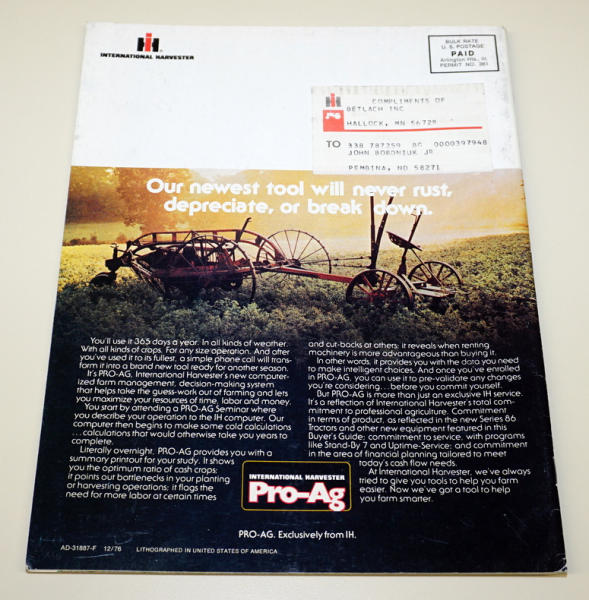 IH
INTERNATIONAL HARVESTER
BULK RATE
U. S. POSTAGE
PAID
Arlington Hts., Ill.
PERMIT NO. 381
IH
COMPLIMENTS OF
BETLACH INC
HALLOCK, MN 56728
TO 338 787259 BC 0000397948
JOHN BORONIUK JR
PEMBINA, ND 58271
Our newest tool will never rust,
depreciate, or break down.
You'll use it 365 days a year. In all kinds of weather.
With all kinds of crops. For any size operation. And after
you've used it to its fullest, a simple phone call will trans-
form it into a brand new tool ready for another season.
It's PRO-AG. International Harvester's new computer-
ized farm management, decision-making system
that helps take the guess-work out of farming and lets
you maximize your resources of time, labor and money.
You start by attending a PRO-AG Seminar where
you describe your operation to the IH computer. Our
computer then begins to make some cold calculations
...calculations that would otherwise take you years to
complete.
Literally overnight, PRO-AG provides you with a
summary printout for your study. It shows
you the optimum ratio of cash crops;
it points out bottlenecks in your planting
or harvesting operations; it flags the
need for more labor at certain times
and cut-backs at others; it reveals when renting
machinery is more advantageous than buying it.
In other words, it provides you with the data you need
to make intelligent choices. And once you've enrolled
in PRO-AG, you can use it to pre-validate any changes
you're considering...before you commit yourself.
But PRO-AG is more than just an exclusive IH service.
It's a reflection of International Harvester's total com-
mitment to professional agriculture. Commitment
in terms of product, as reflected in the new Series 86
Tractors and other new equipment featured in this
Buyer's Guide; commitment to service, with programs
like Stand-By 7 and Uptime-Service; and commitment
in the area of financial planning tailored to meet
today's cash flow needs.
At International Harvester, we've always
tried to give you tools to help you farm
easier. Now we've got a tool to help
you farm smarter.
INTERNATIONAL HARVESTER
Pro-Ag
PRO-AG. Exclusively from IH.
AD-31887-F 12/76 LITHOGRAPHED IN UNITED STATES OF AMERICA